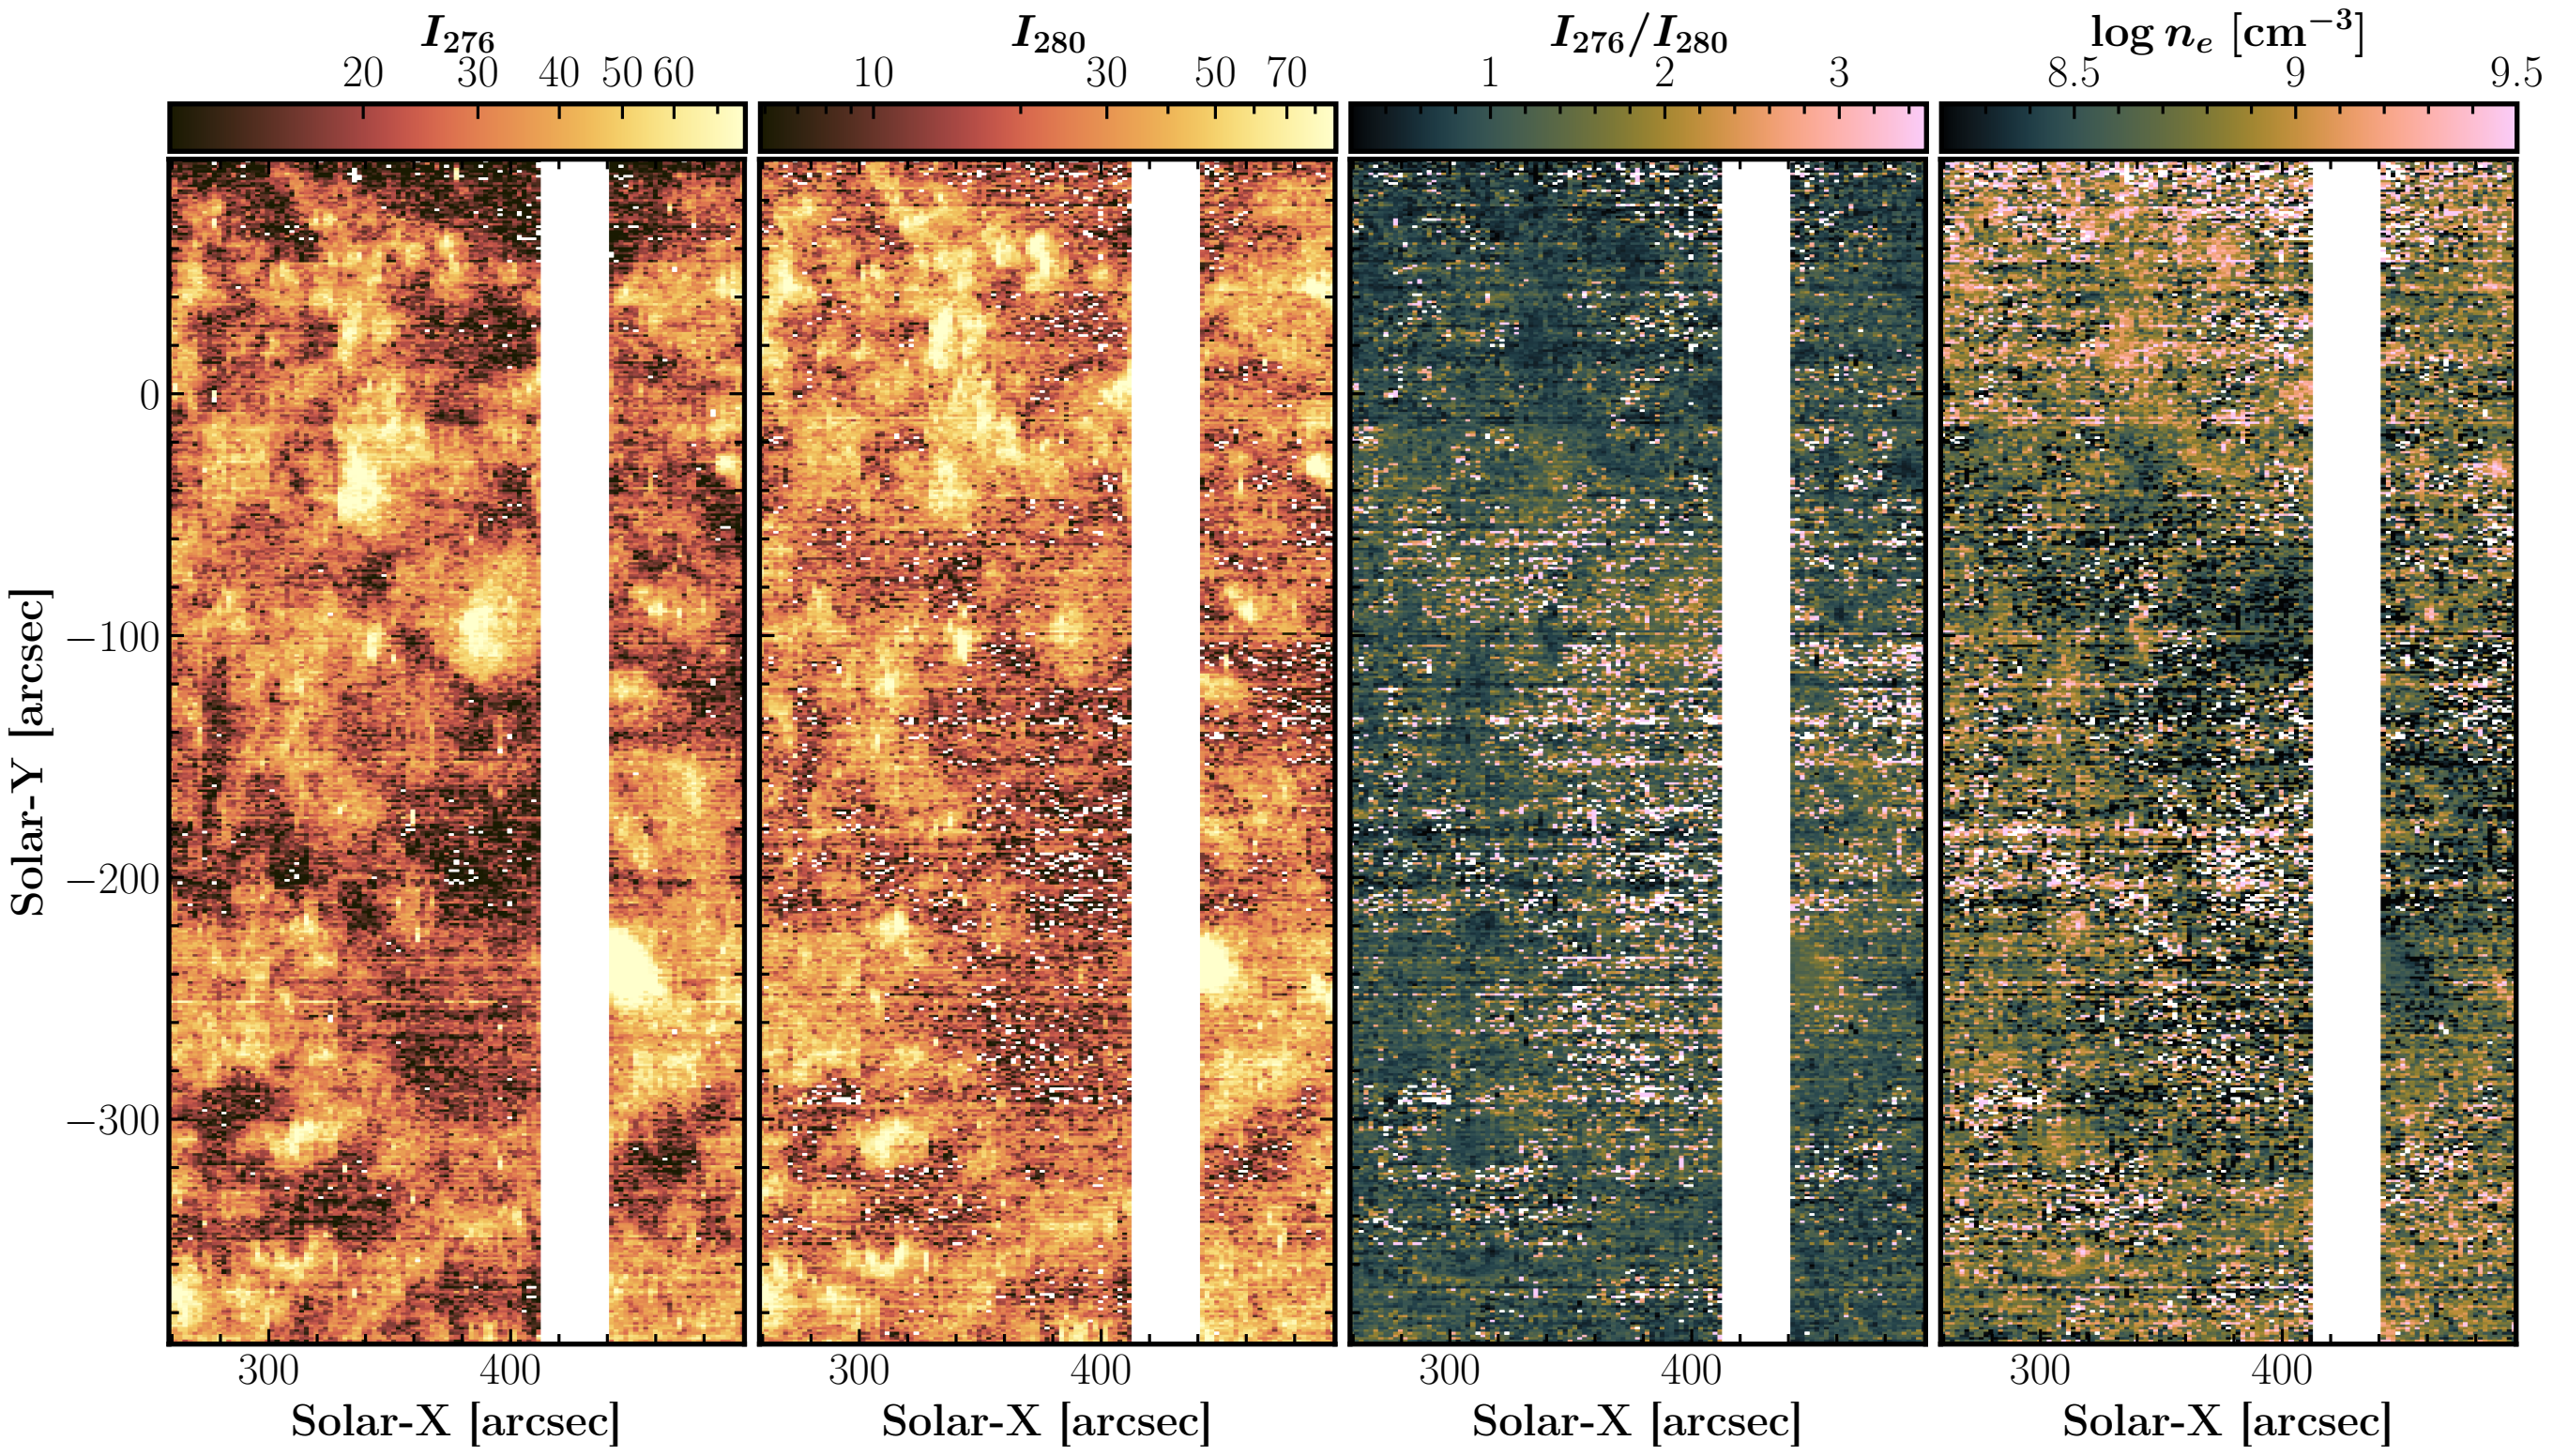 I276 I280 I276/I280 log ne [cm−3]
20 30 40 50 60 10 30 50 70 1 2 3 8.5 9 9.5
0
−100
−200
−300
Solar-Y [arcsec]
300 400 300 400 300 400 300 400
Solar-X [arcsec] Solar-X [arcsec] Solar-X [arcsec] Solar-X [arcsec]